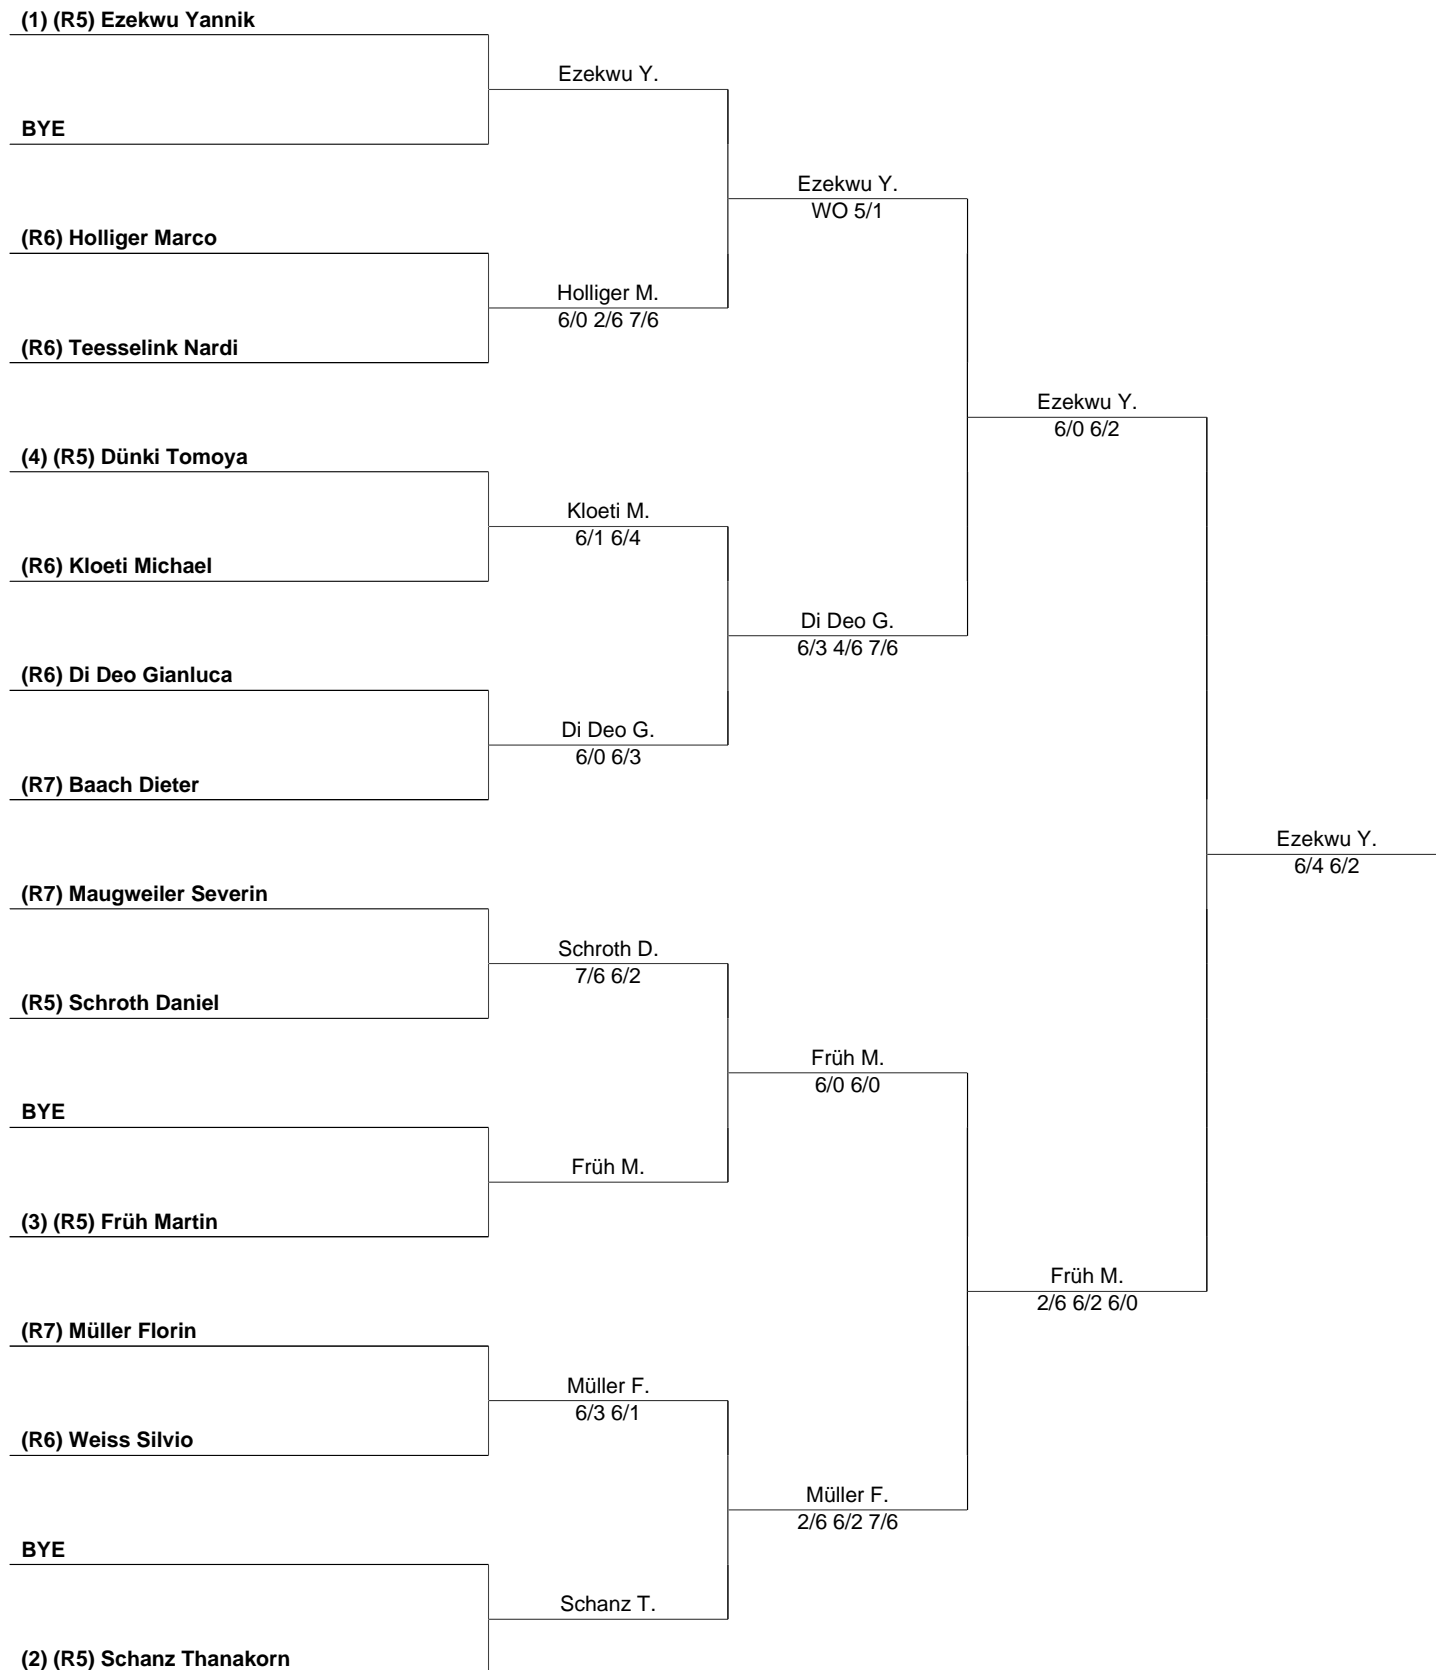 (1) (R5) Ezekwu Yannik
Ezekwu Y.
BYE
Ezekwu Y.
WO 5/1
(R6) Holliger Marco
Holliger M.
6/0 2/6 7/6
(R6) Teesselink Nardi
Ezekwu Y.
6/0 6/2
(4) (R5) Dünki Tomoya
Kloeti M.
6/1 6/4
(R6) Kloeti Michael
Di Deo G.
6/3 4/6 7/6
(R6) Di Deo Gianluca
Di Deo G.
6/0 6/3
(R7) Baach Dieter
Ezekwu Y.
6/4 6/2
(R7) Maugweiler Severin
Schroth D.
7/6 6/2
(R5) Schroth Daniel
Früh M.
6/0 6/0
BYE
Früh M.
(3) (R5) Früh Martin
Früh M.
2/6 6/2 6/0
(R7) Müller Florin
Müller F.
6/3 6/1
(R6) Weiss Silvio
Müller F.
2/6 6/2 7/6
BYE
Schanz T.
(2) (R5) Schanz Thanakorn